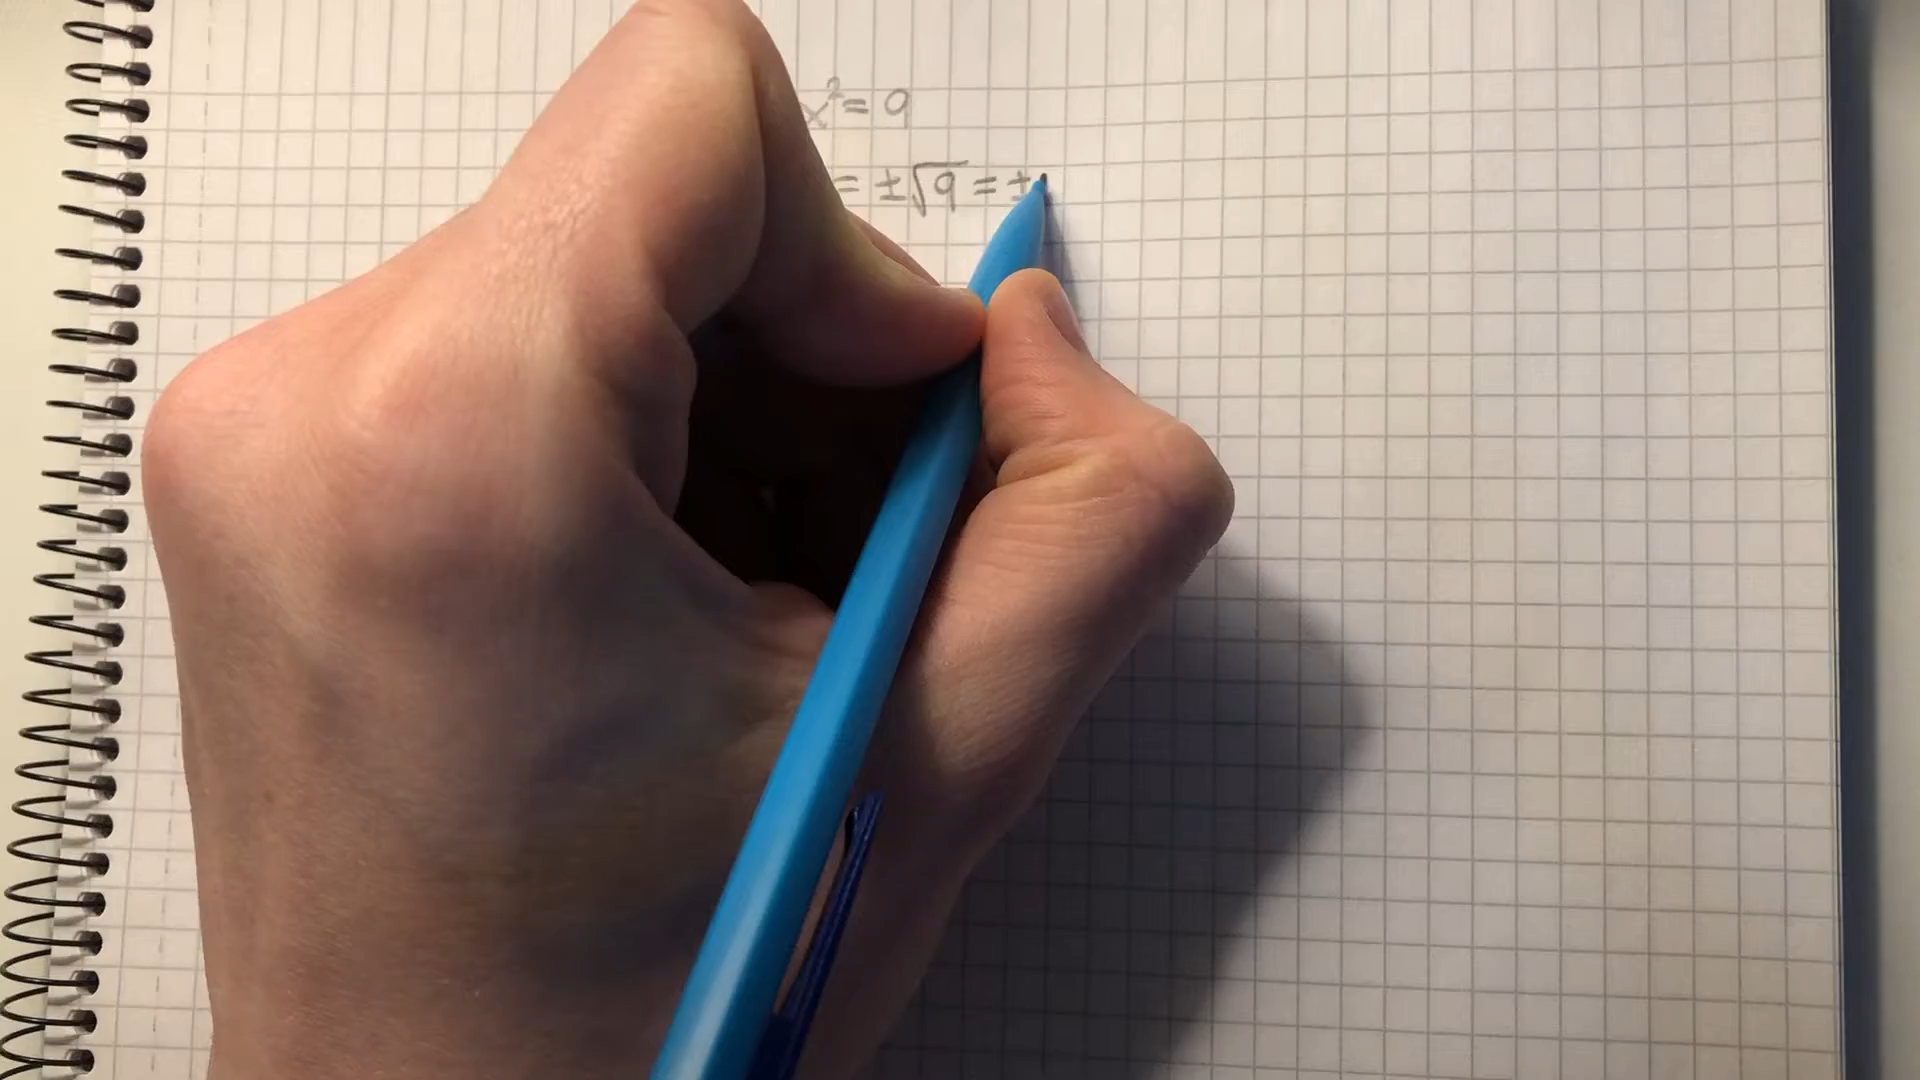 x² = 9
= ±√9 = ±